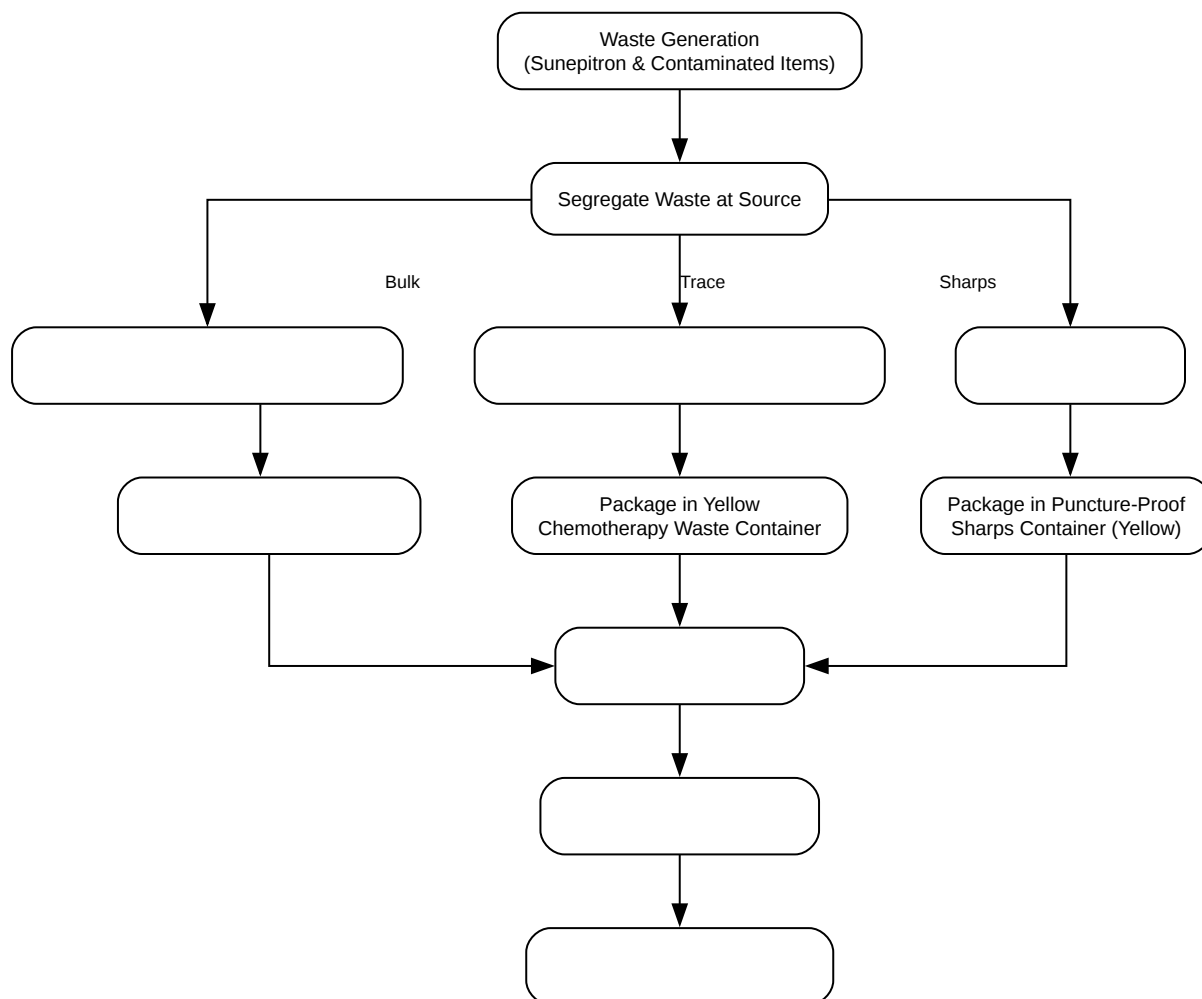 Waste Generation
(Sunepitron & Contaminated Items)
Segregate Waste at Source
Bulk
Trace
Sharps
Package in Yellow
Chemotherapy Waste Container
Package in Puncture-Proof
Sharps Container (Yellow)